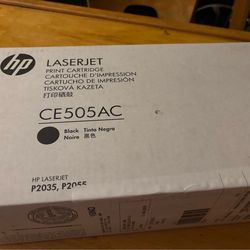 hp
LASERJET
PRINT CARTRIDGE
CARTOUCHE D'IMPRESSION
CARTUCHO DE IMPRESIÓN
TISKOVÁ KAZETA
打印硒鼓
CE505AC
Black Tinto Negra
Noire 黑色
HP LASERJET
P2035, P2055